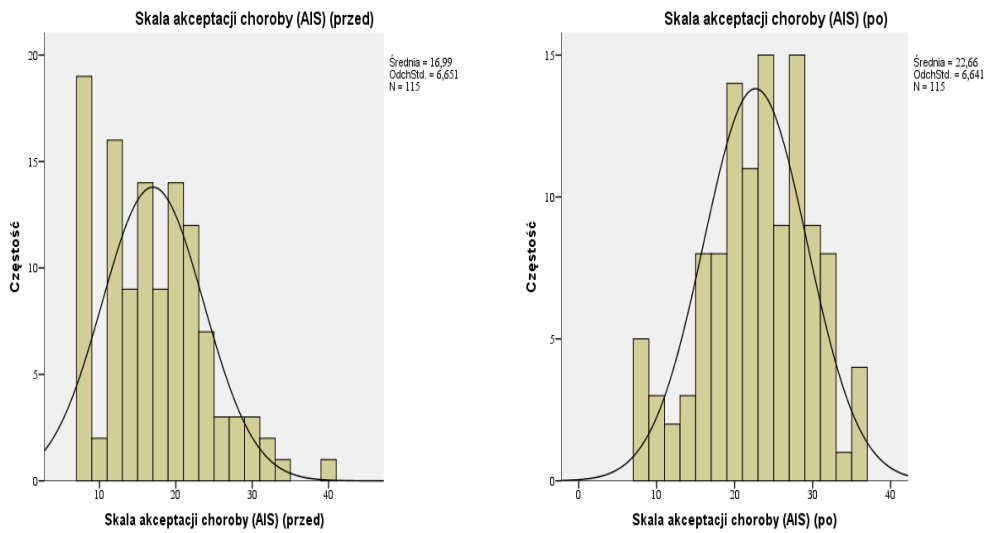 Skala akceptacji choroby (AIS) (przed)
20
15
10
5
0
Częstość
10 20 30 40
Skala akceptacji choroby (AIS) (przed)
Średnia = 16,99
OdchStd. = 6,651
N = 115
Skala akceptacji choroby (AIS) (po)
15
10
5
0
Częstość
0 10 20 30 40
Skala akceptacji choroby (AIS) (po)
Średnia = 22,66
OdchStd. = 6,641
N = 115